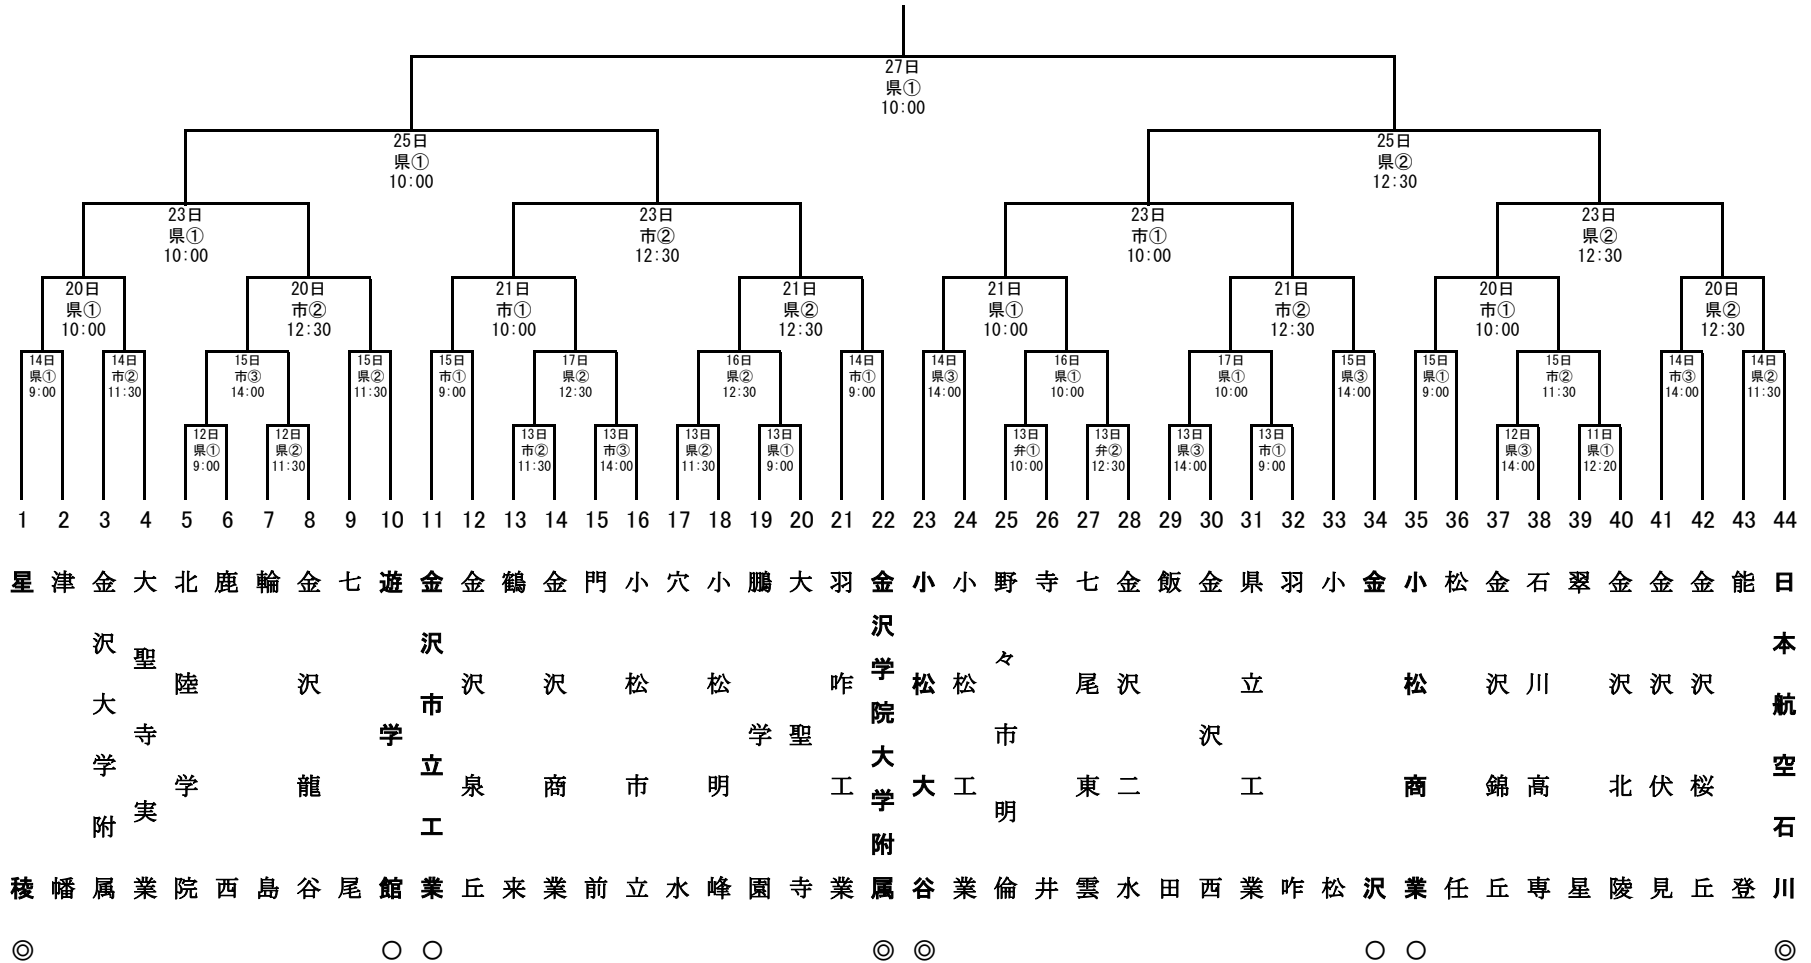 27日
県①
10:00
25日
県①
10:00
25日
県②
12:30
23日
県①
10:00
23日
市②
12:30
23日
市①
10:00
23日
県②
12:30
20日
県①
10:00
20日
市②
12:30
21日
市①
10:00
21日
県②
12:30
21日
県①
10:00
21日
市②
12:30
20日
市①
10:00
20日
県②
12:30
14日
県①
9:00
14日
市②
11:30
15日
市③
14:00
15日
県②
11:30
15日
市①
9:00
17日
県②
12:30
16日
県②
12:30
14日
市①
9:00
14日
県③
14:00
16日
県①
10:00
17日
県①
10:00
15日
県③
14:00
15日
県①
9:00
15日
市②
11:30
14日
市③
14:00
14日
県②
11:30
12日
県①
9:00
12日
県②
11:30
13日
市②
11:30
13日
市③
14:00
13日
県②
11:30
13日
県①
9:00
13日
弁①
10:00
13日
弁②
12:30
13日
県③
14:00
13日
市①
9:00
12日
県③
14:00
11日
県①
12:20
1 2 3 4 5 6 7 8 9 10 11 12 13 14 15 16 17 18 19 20 21 22 23 24 25 26 27 28 29 30 31 32 33 34 35 36 37 38 39 40 41 42 43 44
星稜
津幡
金沢大学附属
大聖寺実業
北陸学院
鹿西
輪島
金沢龍谷
七尾
遊学館
金沢市立工業
金沢泉丘
鶴来
金沢商業
門前
小松市立
穴水
小松明峰
鵬学園
大聖寺
羽咋工業
金沢学院大学附属
小松大谷
小松工業
野々市明倫
寺井
七尾東雲
金沢二水
飯田
金沢西
県立工業
羽咋
小松
金沢
小松商業
松任
金沢錦丘
石川高専
翠星
金沢北陵
金沢伏見
金沢桜丘
能登
日本航空石川
◎ ○ ○ ◎ ◎ ○ ○ ◎